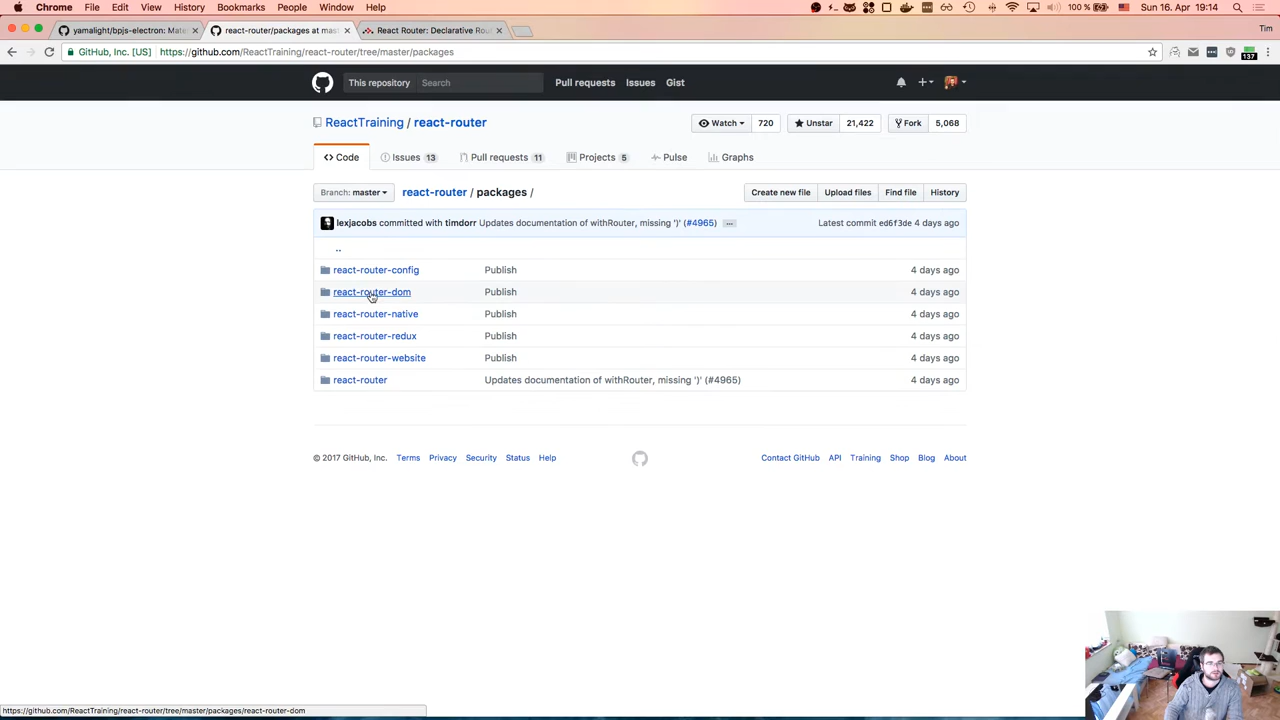 Chrome File Edit View History Bookmarks People Window Help 100 % Sun 16. Apr 19:14
yamalight/bpjs-electron: Mate × react-router/packages at mas × React Router: Declarative Rout × Tim
GitHub, Inc. [US] https://github.com/ReactTraining/react-router/tree/master/packages 137
This repository Search Pull requests Issues Gist
ReactTraining / react-router Watch 720 Unstar 21,422 Fork 5,068
Code Issues 13 Pull requests 11 Projects 5 Pulse Graphs
Branch: master react-router / packages / Create new file Upload files Find file History
lexjacobs committed with timdorr Updates documentation of withRouter, missing ')' (#4965) … Latest commit ed6f3de 4 days ago
..
react-router-config Publish 4 days ago
react-router-dom Publish 4 days ago
react-router-native Publish 4 days ago
react-router-redux Publish 4 days ago
react-router-website Publish 4 days ago
react-router Updates documentation of withRouter, missing ')' (#4965) 4 days ago
© 2017 GitHub, Inc. Terms Privacy Security Status Help Contact GitHub API Training Shop Blog About
https://github.com/ReactTraining/react-router/tree/master/packages/react-router-dom